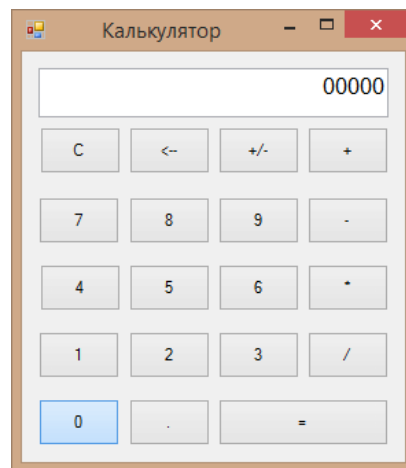 Калькулятор
00000
C <-- +/- +
7 8 9 -
4 5 6 *
1 2 3 /
0 . =